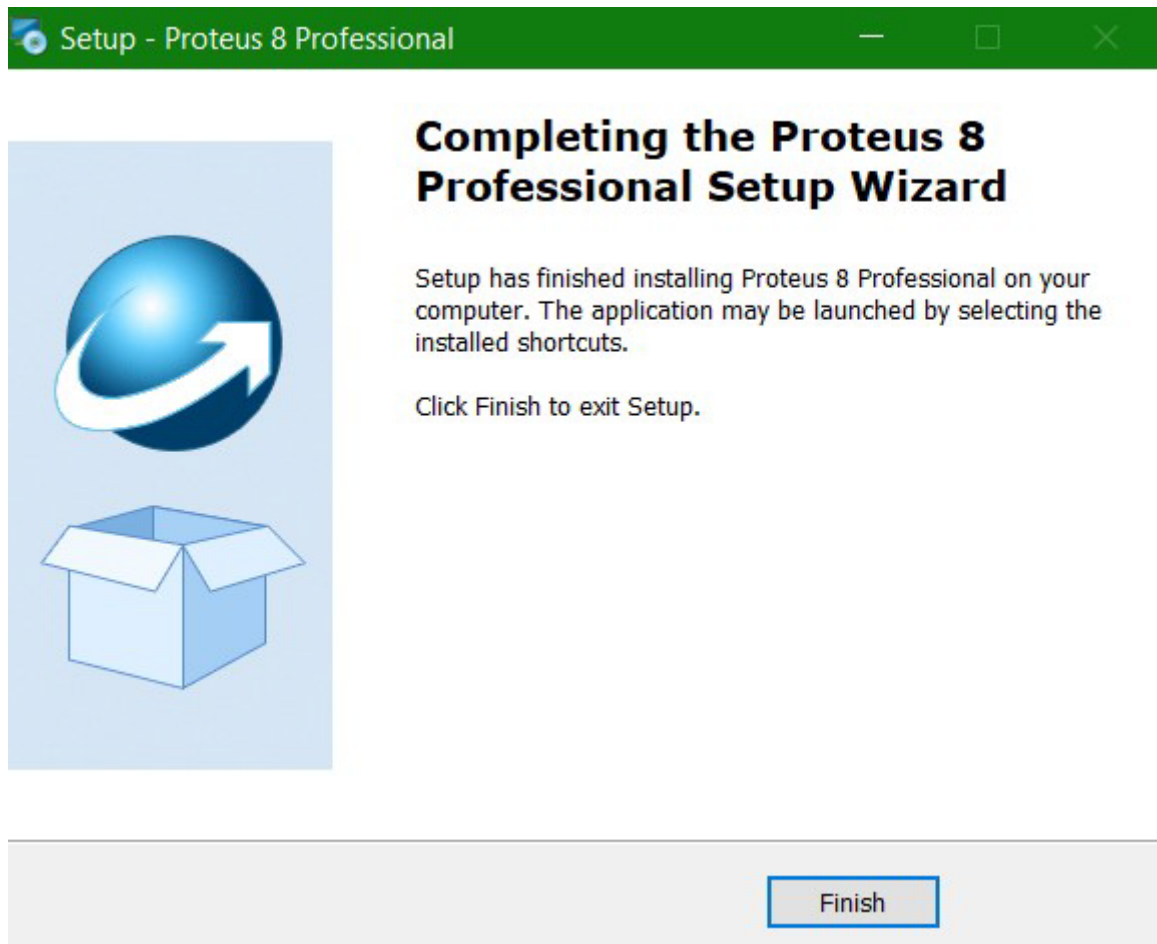 Setup - Proteus 8 Professional
Completing the Proteus 8
Professional Setup Wizard
Setup has finished installing Proteus 8 Professional on your
computer. The application may be launched by selecting the
installed shortcuts.
Click Finish to exit Setup.
Finish